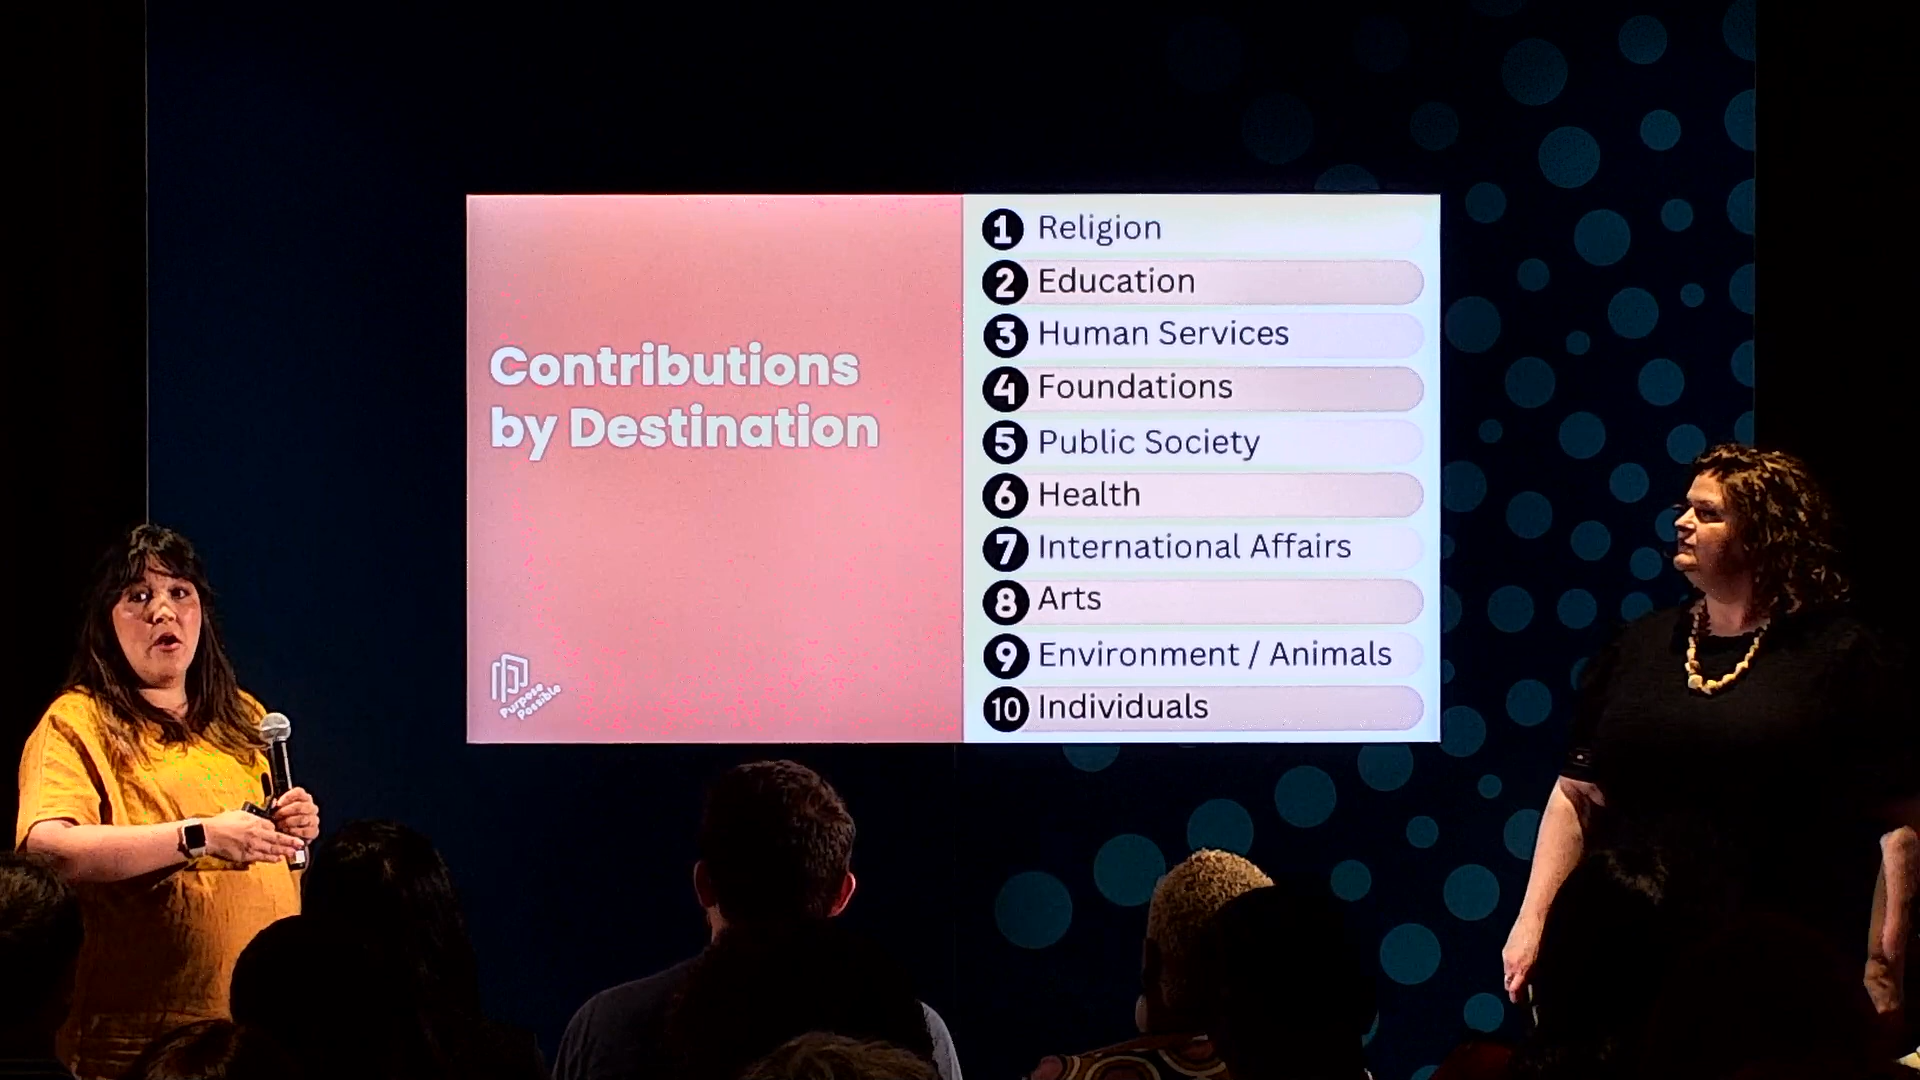 Contributions
by Destination
Purpose
Possible
1 Religion
2 Education
3 Human Services
4 Foundations
5 Public Society
6 Health
7 International Affairs
8 Arts
9 Environment / Animals
10 Individuals